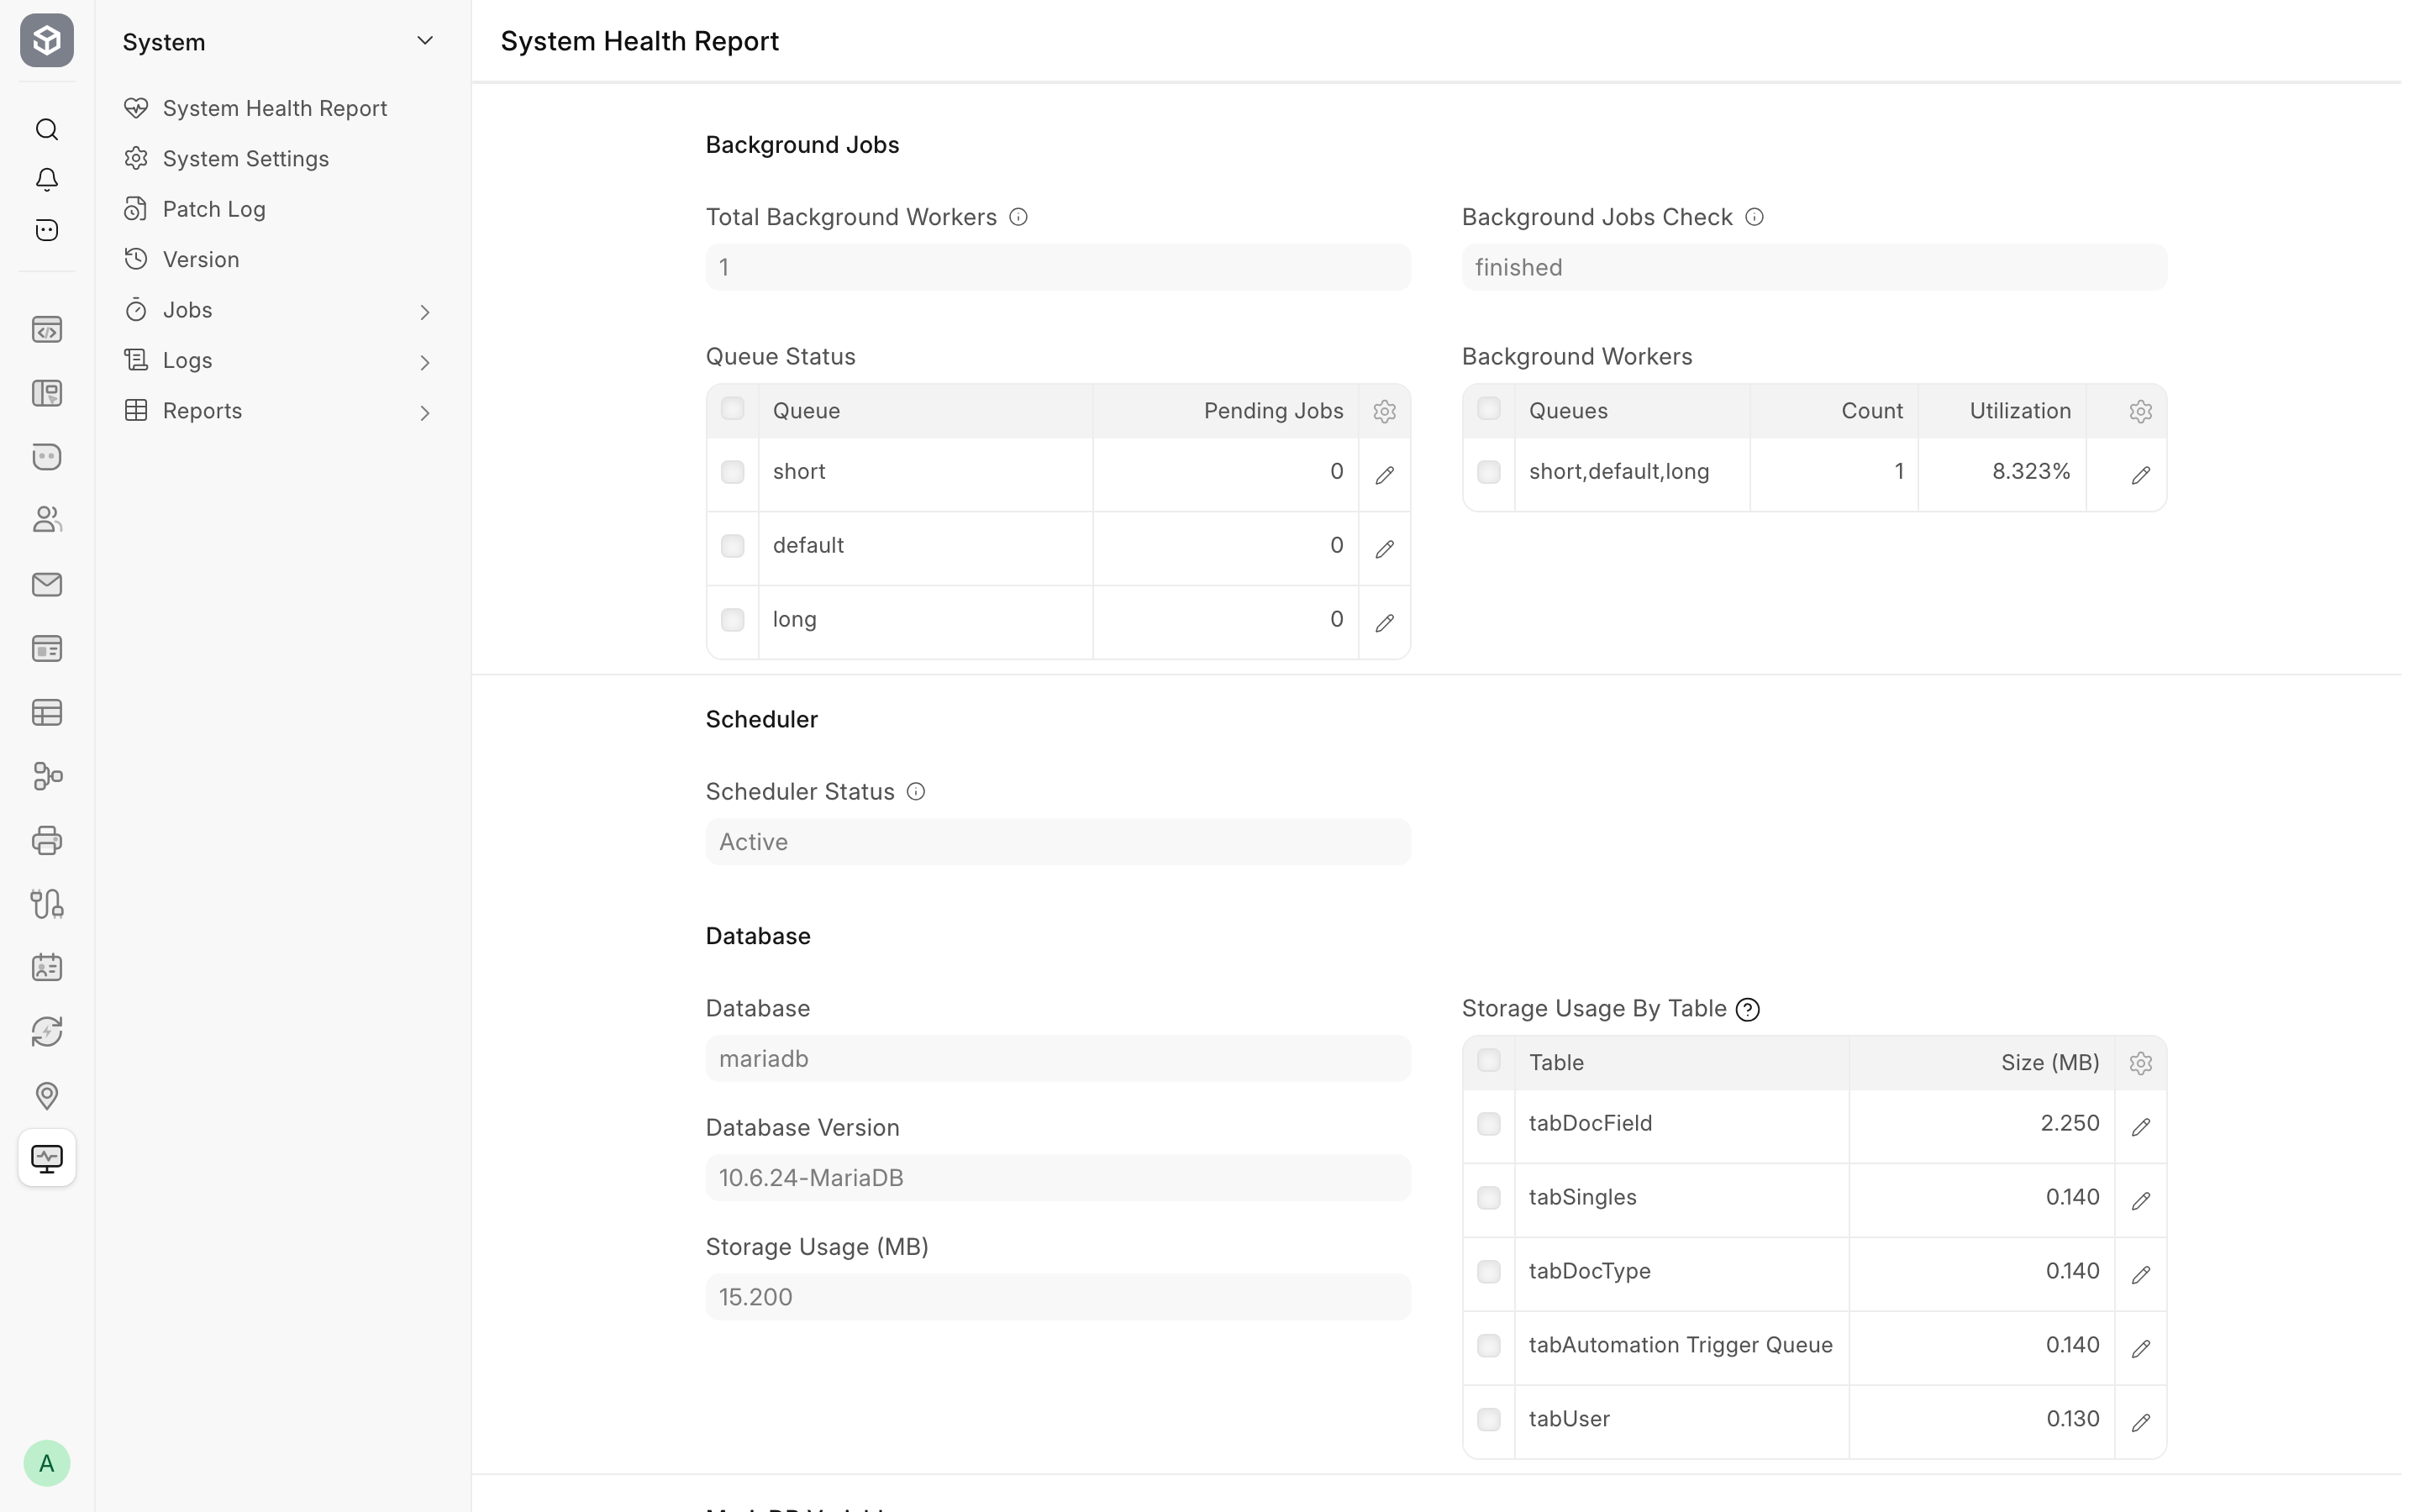 System
System Health Report
System Settings
Patch Log
Version
Jobs
Logs
Reports
A
System Health Report
Background Jobs
Total Background Workers
1
Background Jobs Check
finished
Queue Status
Queue Pending Jobs
short 0
default 0
long 0
Background Workers
Queues Count Utilization
short,default,long 1 8.323%
Scheduler
Scheduler Status
Active
Database
Database
mariadb
Database Version
10.6.24-MariaDB
Storage Usage (MB)
15.200
Storage Usage By Table
Table Size (MB)
tabDocField 2.250
tabSingles 0.140
tabDocType 0.140
tabAutomation Trigger Queue 0.140
tabUser 0.130